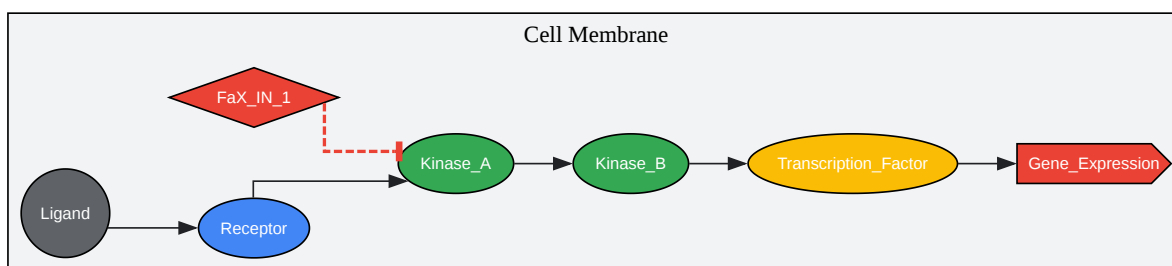 Cell Membrane
FaX_IN_1
Kinase_A
Kinase_B
Transcription_Factor
Gene_Expression
Ligand
Receptor